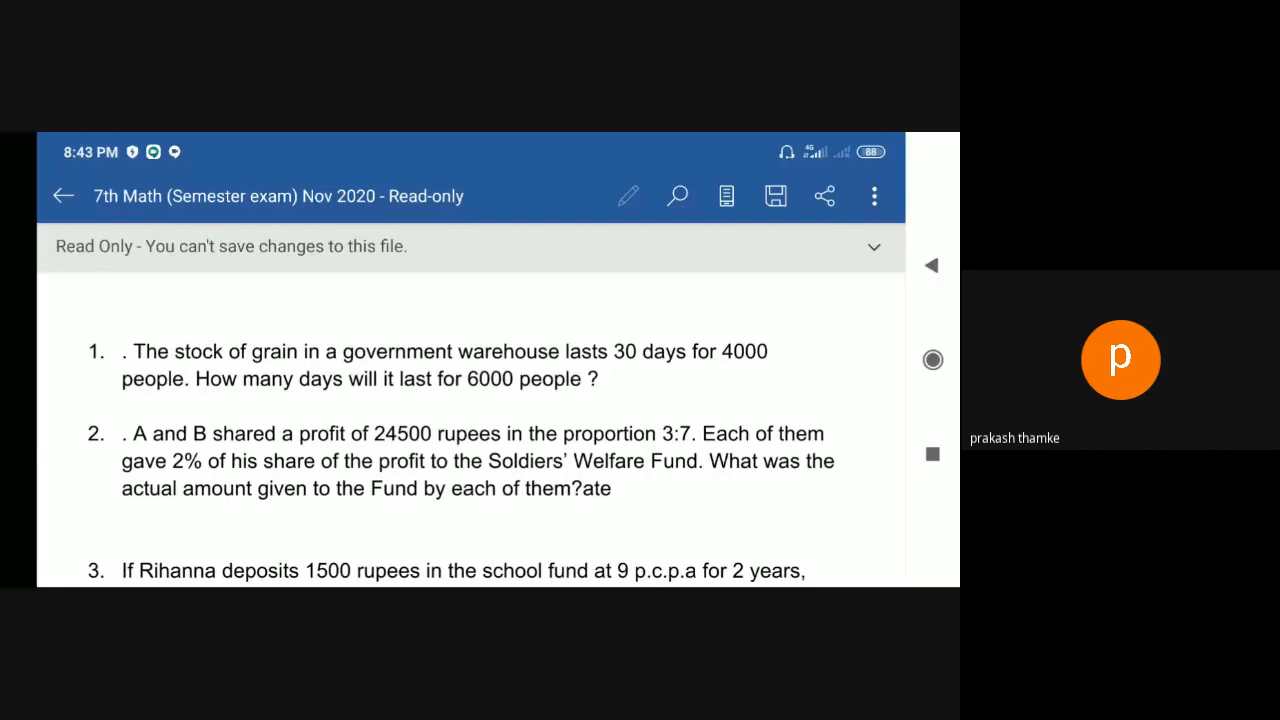 8:43 PM 4G 88
7th Math (Semester exam) Nov 2020 - Read-only
Read Only - You can't save changes to this file.
1. . The stock of grain in a government warehouse lasts 30 days for 4000
people. How many days will it last for 6000 people ?
2. . A and B shared a profit of 24500 rupees in the proportion 3:7. Each of them
gave 2% of his share of the profit to the Soldiers’ Welfare Fund. What was the
actual amount given to the Fund by each of them?ate
3. If Rihanna deposits 1500 rupees in the school fund at 9 p.c.p.a for 2 years,
p
prakash thamke